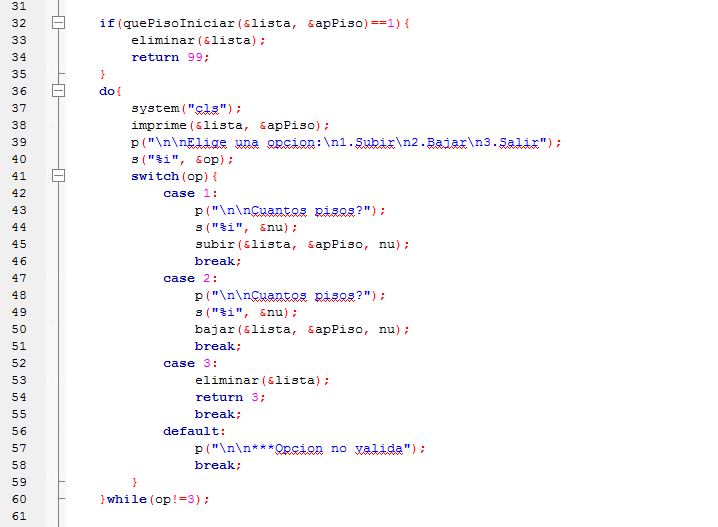 31
32 if(quePisoIniciar(&lista, &apPiso)==1){
33 eliminar(&lista);
34 return 99;
35 }
36 do{
37 system("cls");
38 imprime(&lista, &apPiso);
39 p("\n\nElige una opcion:\n1.Subir\n2.Bajar\n3.Salir");
40 s("%i", &op);
41 switch(op){
42 case 1:
43 p("\n\nCuantos pisos?");
44 s("%i", &nu);
45 subir(&lista, &apPiso, nu);
46 break;
47 case 2:
48 p("\n\nCuantos pisos?");
49 s("%i", &nu);
50 bajar(&lista, &apPiso, nu);
51 break;
52 case 3:
53 eliminar(&lista);
54 return 3;
55 break;
56 default:
57 p("\n\n***Opcion no valida");
58 break;
59 }
60 }while(op!=3);
61